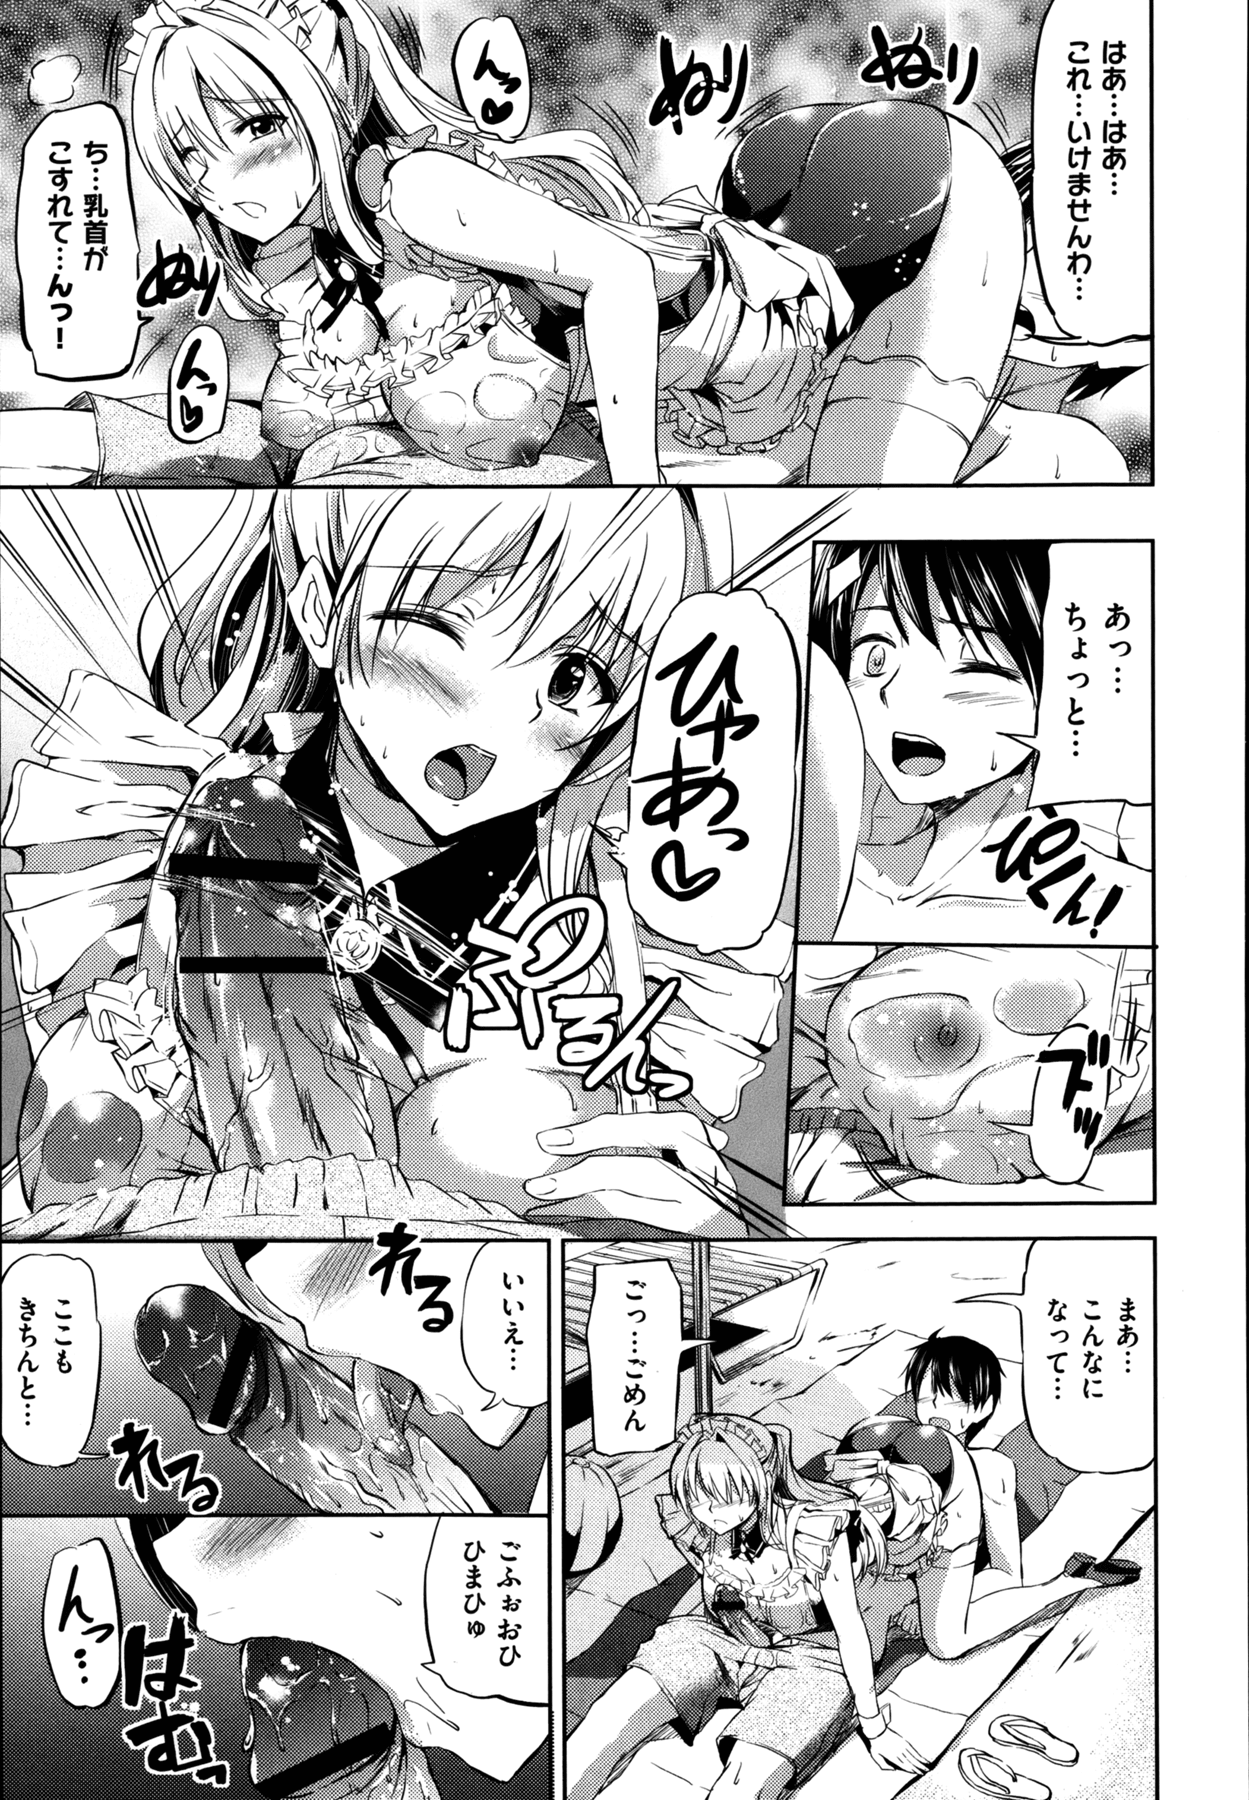 はあ…はあ…
これ…いけませんわ…
ぬり
ぬり
んっ♥
ち…乳首が
こすれて…んっ！
ぬり
んっ♥
あっ…
ちょっと…
ぴくん！
ズッ
ひゃあっ♥
ぷるんっ
まあ…
こんなに
なって…
ごっ…ごめん
いいえ…
れる
ここも
きちんと…
れる
ごふぉおひ
ひまひゅ
んっ…
はむっ